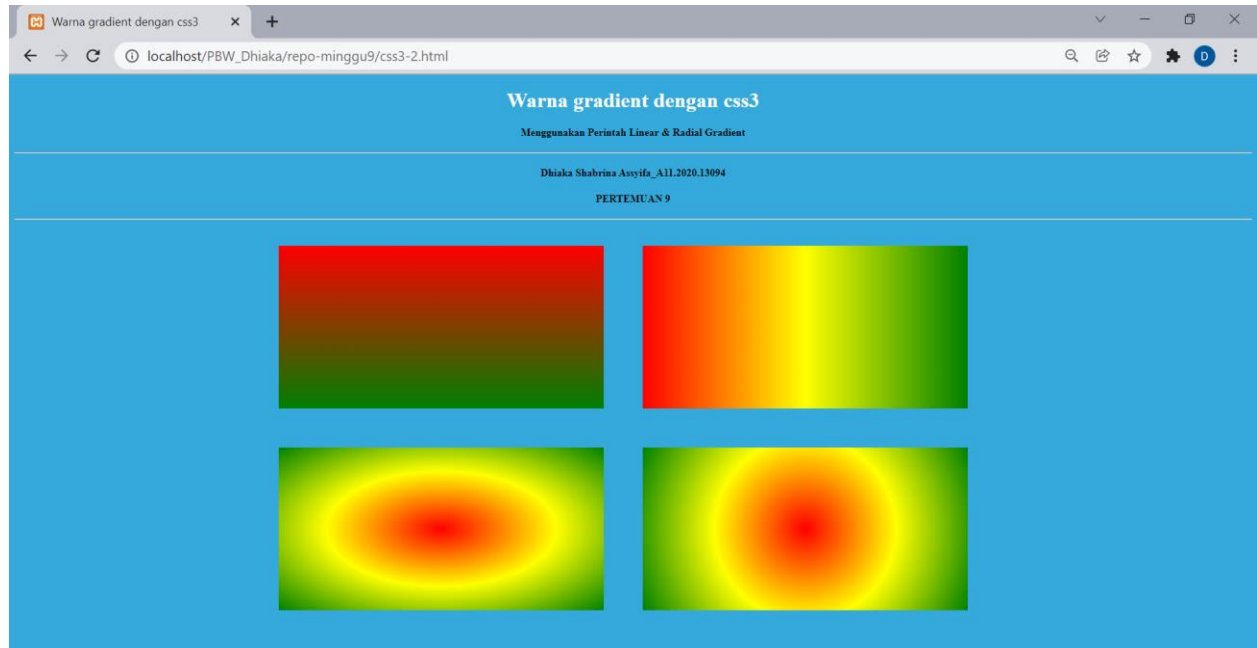 Warna gradient dengan css3
localhost/PBW_Dhiaka/repo-minggu9/css3-2.html
D
Warna gradient dengan css3
Menggunakan Perintah Linear & Radial Gradient
Dhiaka Shabrina Assyifa_A11.2020.13094
PERTEMUAN 9